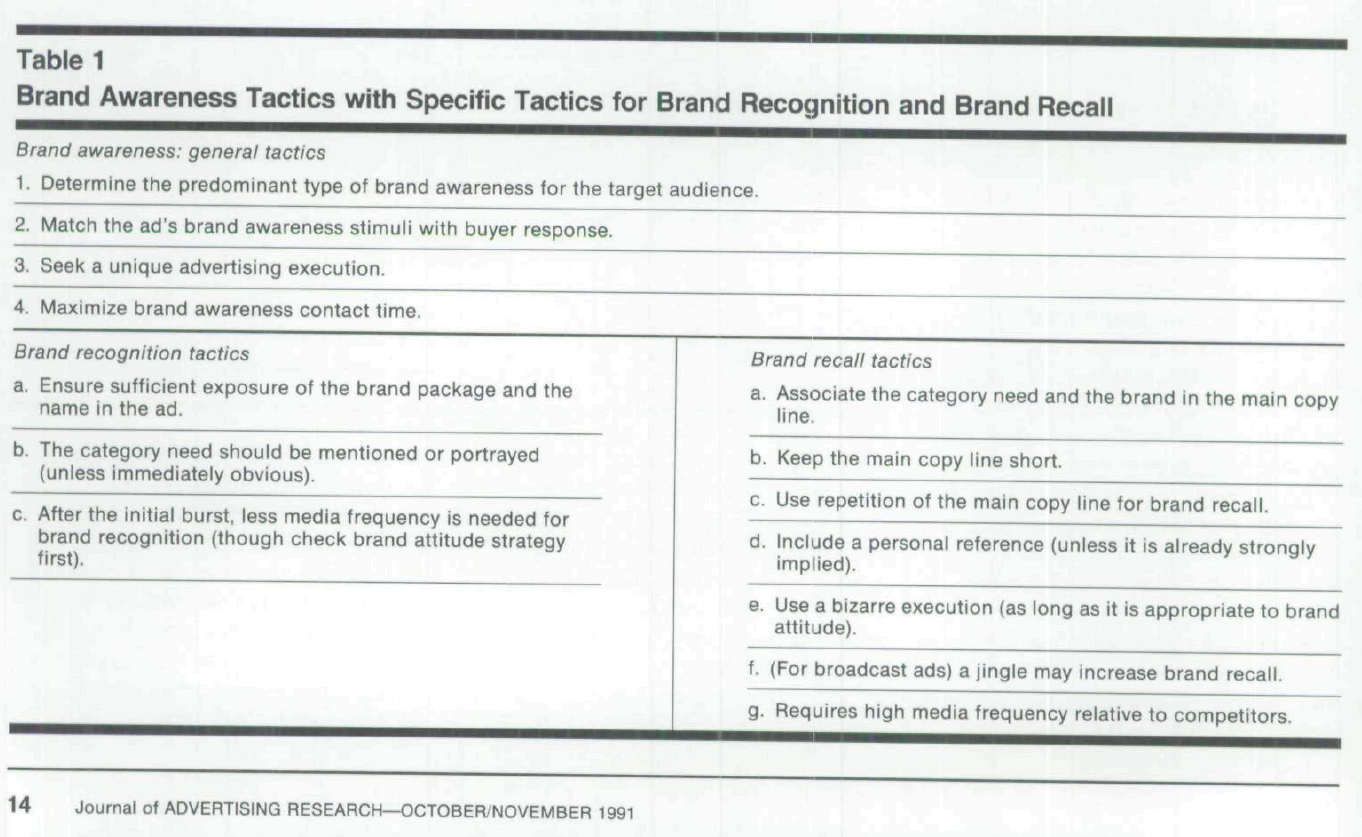 Table 1
Brand Awareness Tactics with Specific Tactics for Brand Recognition and Brand Recall
Brand awareness: general tactics
1. Determine the predominant type of brand awareness for the target audience.
2. Match the ad's brand awareness stimuli with buyer response.
3. Seek a unique advertising execution.
4. Maximize brand awareness contact time.
Brand recognition tactics
a. Ensure sufficient exposure of the brand package and the
name in the ad.
b. The category need should be mentioned or portrayed
(unless immediately obvious).
c. After the initial burst, less media frequency is needed for
brand recognition (though check brand attitude strategy
first).
Brand recall tactics
a. Associate the category need and the brand in the main copy
line.
b. Keep the main copy line short.
c. Use repetition of the main copy line for brand recall.
d. Include a personal reference (unless it is already strongly
implied).
e. Use a bizarre execution (as long as it is appropriate to brand
attitude).
f. (For broadcast ads) a jingle may increase brand recall.
g. Requires high media frequency relative to competitors.
14 Journal of ADVERTISING RESEARCH—OCTOBER/NOVEMBER 1991